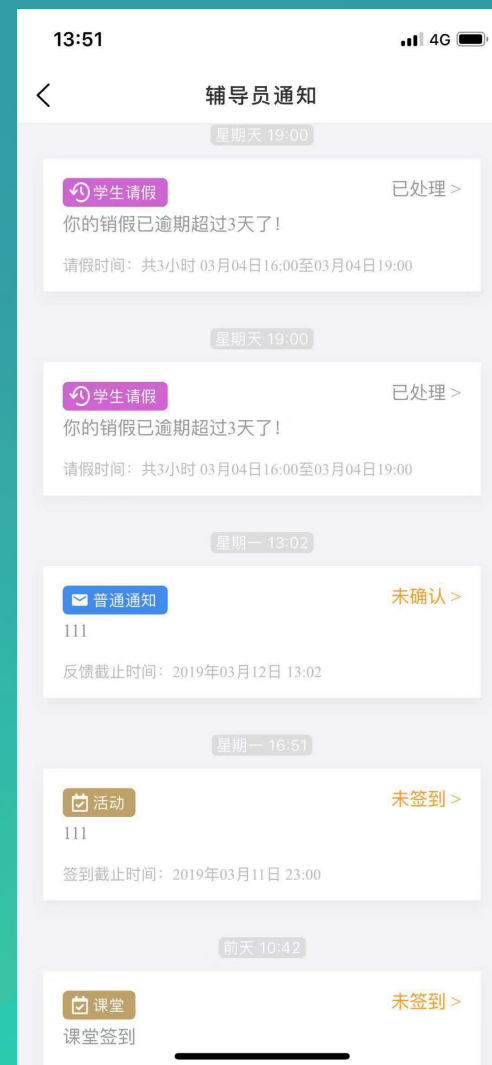 13:51
4G
辅导员通知
星期天 19:00
学生请假
已处理 >
你的销假已逾期超过3天了!
请假时间：共3小时 03月04日16:00至03月04日19:00
星期天 19:00
学生请假
已处理 >
你的销假已逾期超过3天了!
请假时间：共3小时 03月04日16:00至03月04日19:00
星期一 13:02
普通通知
未确认 >
111
反馈截止时间：2019年03月12日 13:02
星期一 16:51
活动
未签到 >
111
签到截止时间：2019年03月11日 23:00
前天 10:42
课堂
未签到 >
课堂签到